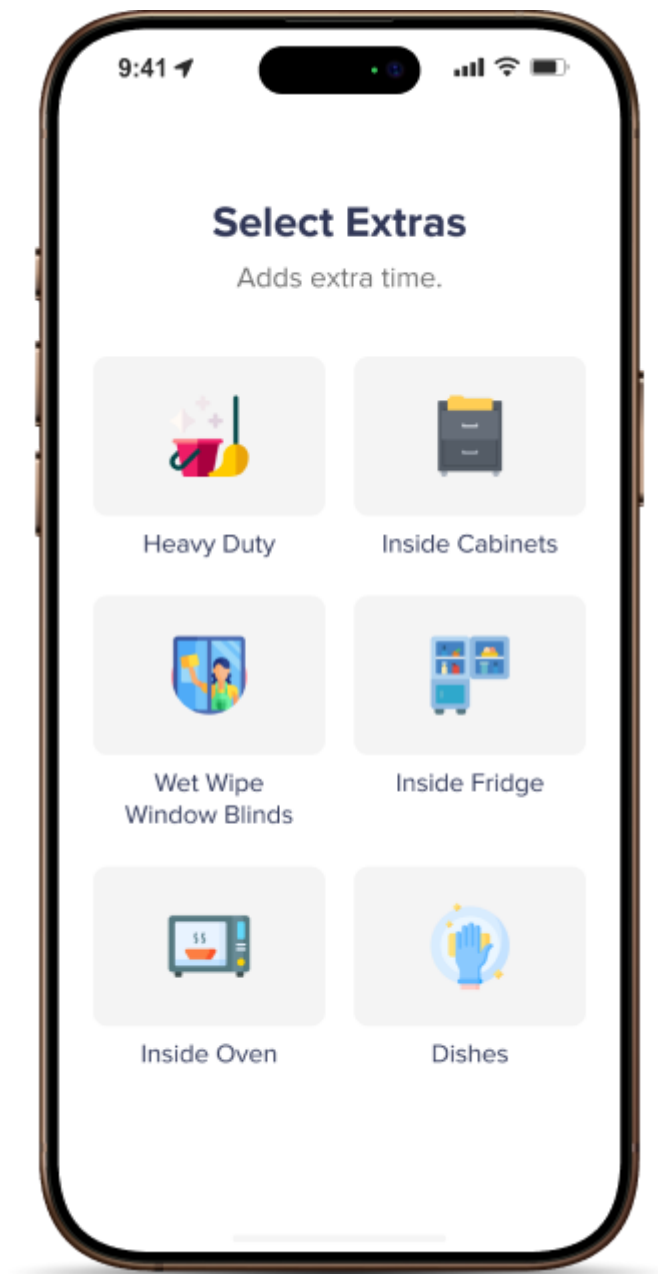 9:41
Select Extras
Adds extra time.
Heavy Duty
Inside Cabinets
Wet Wipe
Window Blinds
Inside Fridge
Inside Oven
Dishes